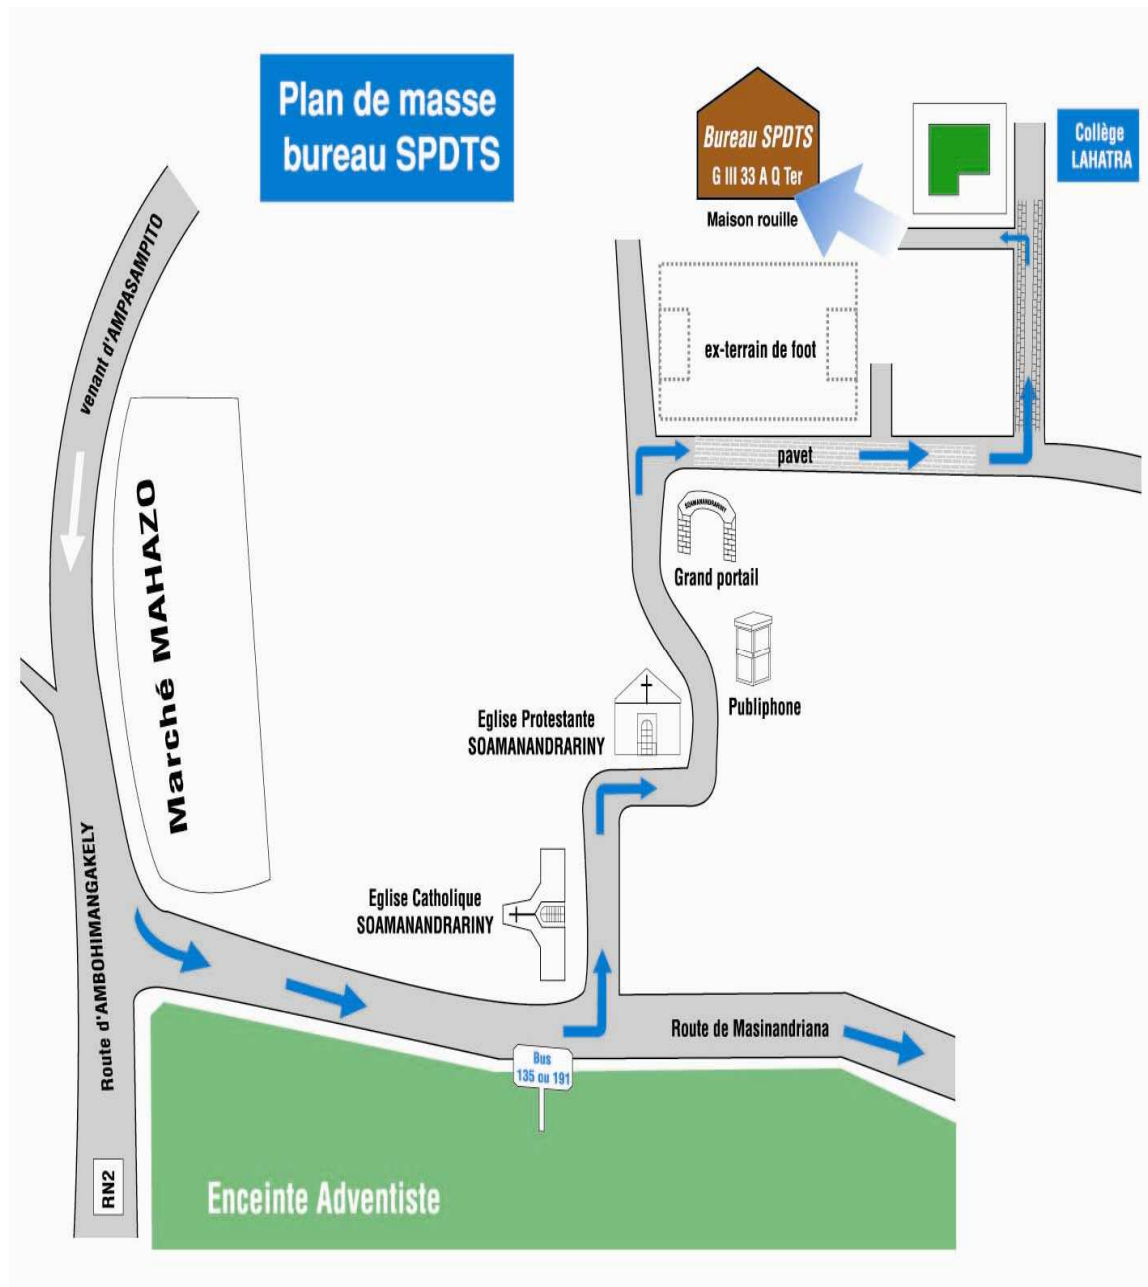 Plan de masse
bureau SPDTS
Bureau SPDTS
G III 33 A Q Ter
Maison rouille
Collège
LAHATRA
venant d'AMPASAMPITO
ex-terrain de foot
pavet
Marché MAHAZO
SOAMANANDRARINY
Grand portail
Publiphone
Eglise Protestante
SOAMANANDRARINY
Eglise Catholique
SOAMANANDRARINY
Route d'AMBOHIMANGAKELY
Route de Masinandriana
Bus
135 ou 191
RN2
Enceinte Adventiste